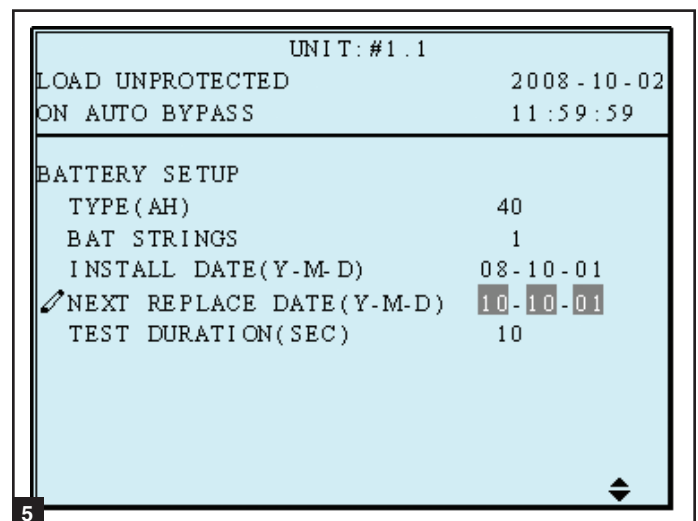 UNIT:#1.1
LOAD UNPROTECTED 2008-10-02
ON AUTO BYPASS 11:59:59
BATTERY SETUP
TYPE(AH) 40
BAT STRINGS 1
INSTALL DATE(Y-M-D) 08-10-01
NEXT REPLACE DATE(Y-M-D) 10-10-01
TEST DURATION(SEC) 10
5